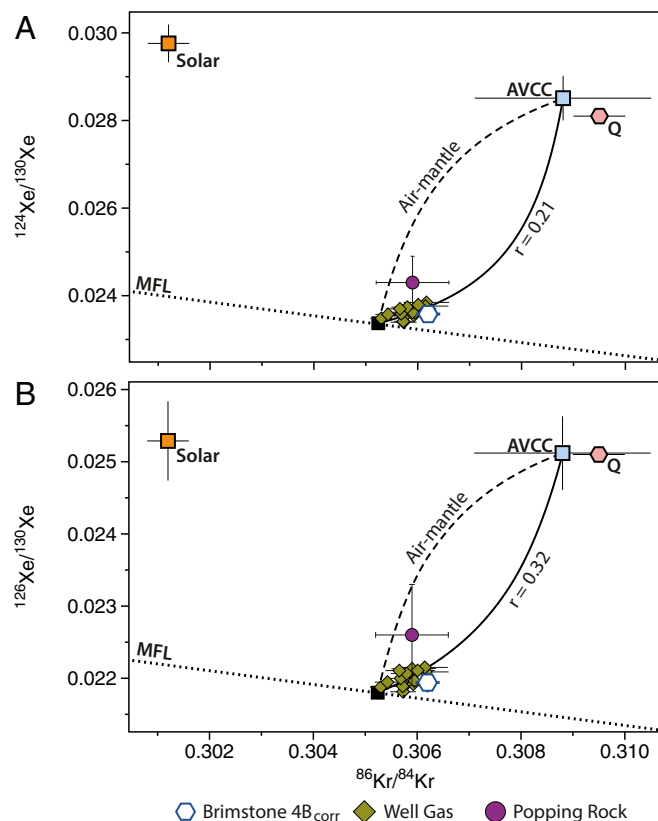 A
0.030
Solar
AVCC
Q
0.028
124Xe/130Xe
Air-mantle
0.026
r = 0.21
MFL
0.024
B
0.026
Solar
AVCC
Q
0.025
0.024
126Xe/130Xe
Air-mantle
r = 0.32
0.023
MFL
0.022
0.302 0.304 0.306 0.308 0.310
86Kr/84Kr
Brimstone 4Bcorr Well Gas Popping Rock